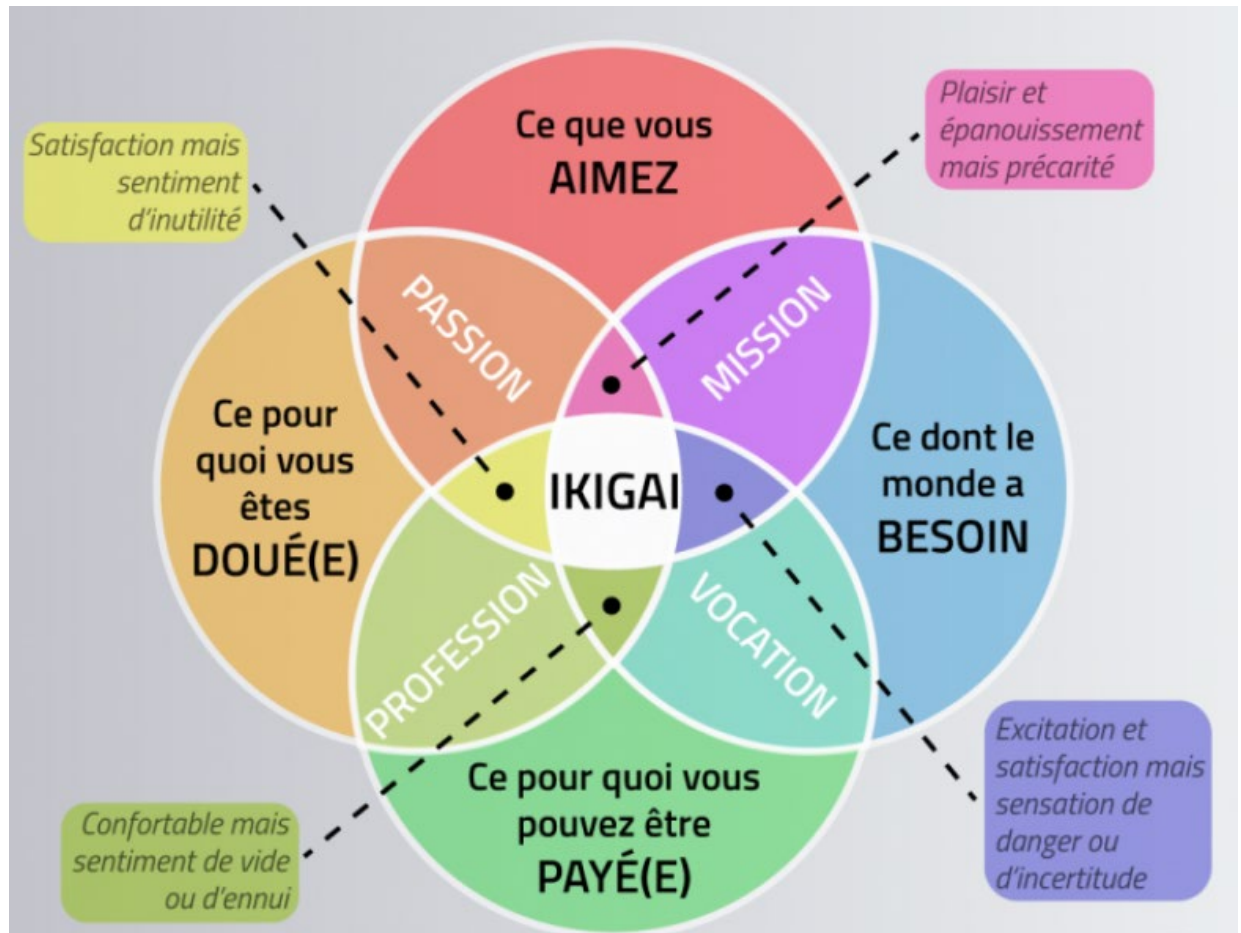 Ce que vous
AIMEZ
Plaisir et
épanouissement
mais précarité
Satisfaction mais
sentiment
d'inutilité
PASSION
MISSION
Ce pour
quoi vous
êtes
DOUÉ(E)
IKIGAI
Ce dont le
monde a
BESOIN
PROFESSION
VOCATION
Ce pour quoi vous
pouvez être
PAYÉ(E)
Confortable mais
sentiment de vide
ou d'ennui
Excitation et
satisfaction mais
sensation de
danger ou
d'incertitude